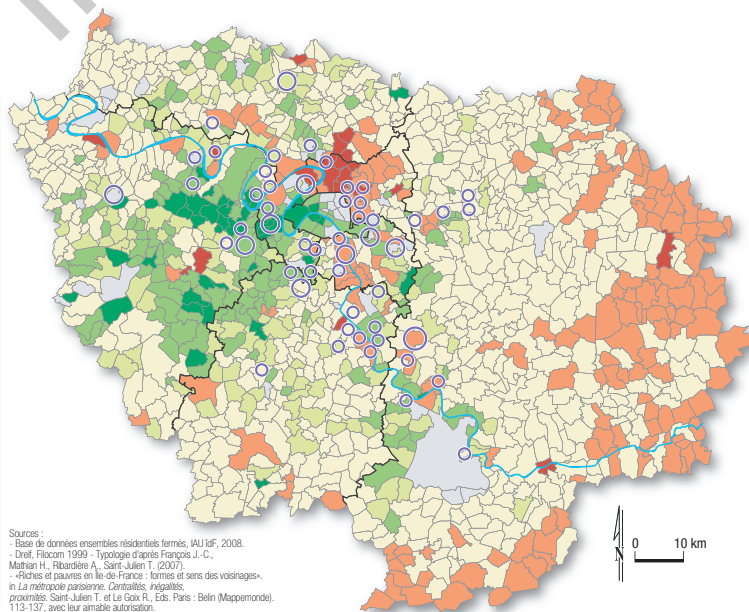 Sources :
- Base de données ensembles résidentiels fermés, IAU îdF, 2008.
- Dreif, Filocom 1999 - Typologie d'après François J.-C.,
Mathian H., Ribardière A., Saint-Julien T. (2007).
- «Riches et pauvres en Île-de-France : formes et sens des voisinages».
in La métropole parisienne. Centralités, inégalités,
proximités. Saint-Julien T. et Le Goix R., Eds. Paris : Belin (Mappemonde).
113-137, avec leur aimable autorisation.
N
0 10 km